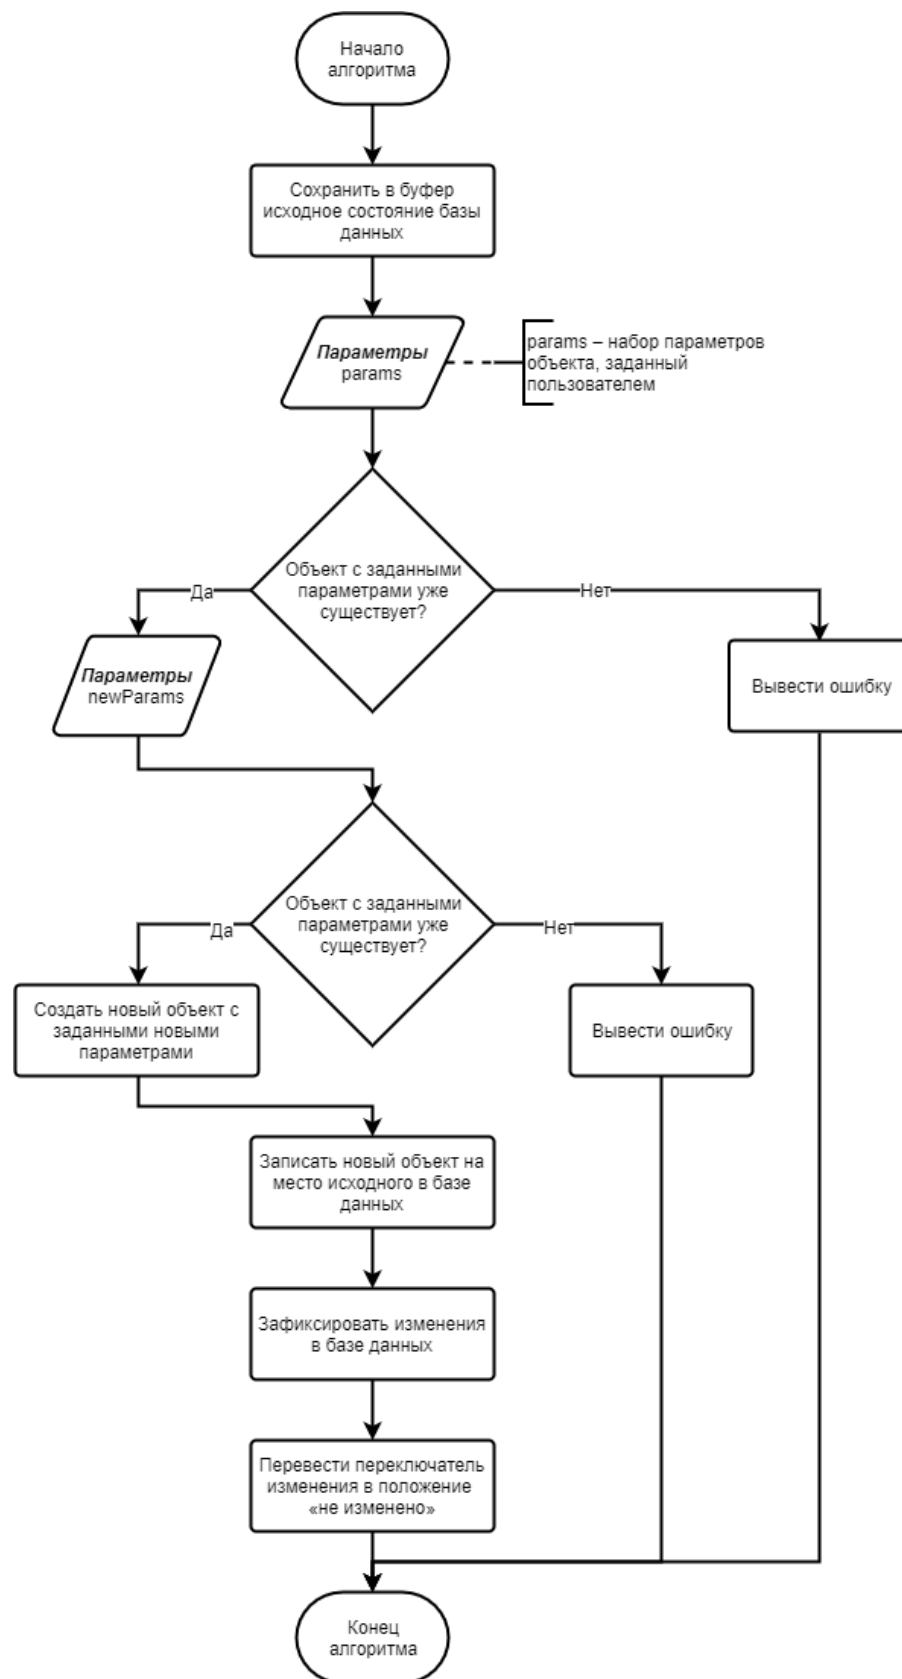 Начало
алгоритма
Сохранить в буфер
исходное состояние базы
данных
Параметры
params
params – набор параметров
объекта, заданный
пользователем
Объект с заданными
параметрами уже
существует?
Да
Нет
Параметры
newParams
Вывести ошибку
Объект с заданными
параметрами уже
существует?
Да
Нет
Создать новый объект с
заданными новыми
параметрами
Вывести ошибку
Записать новый объект на
место исходного в базе
данных
Зафиксировать изменения
в базе данных
Перевести переключатель
изменения в положение
«не изменено»
Конец
алгоритма